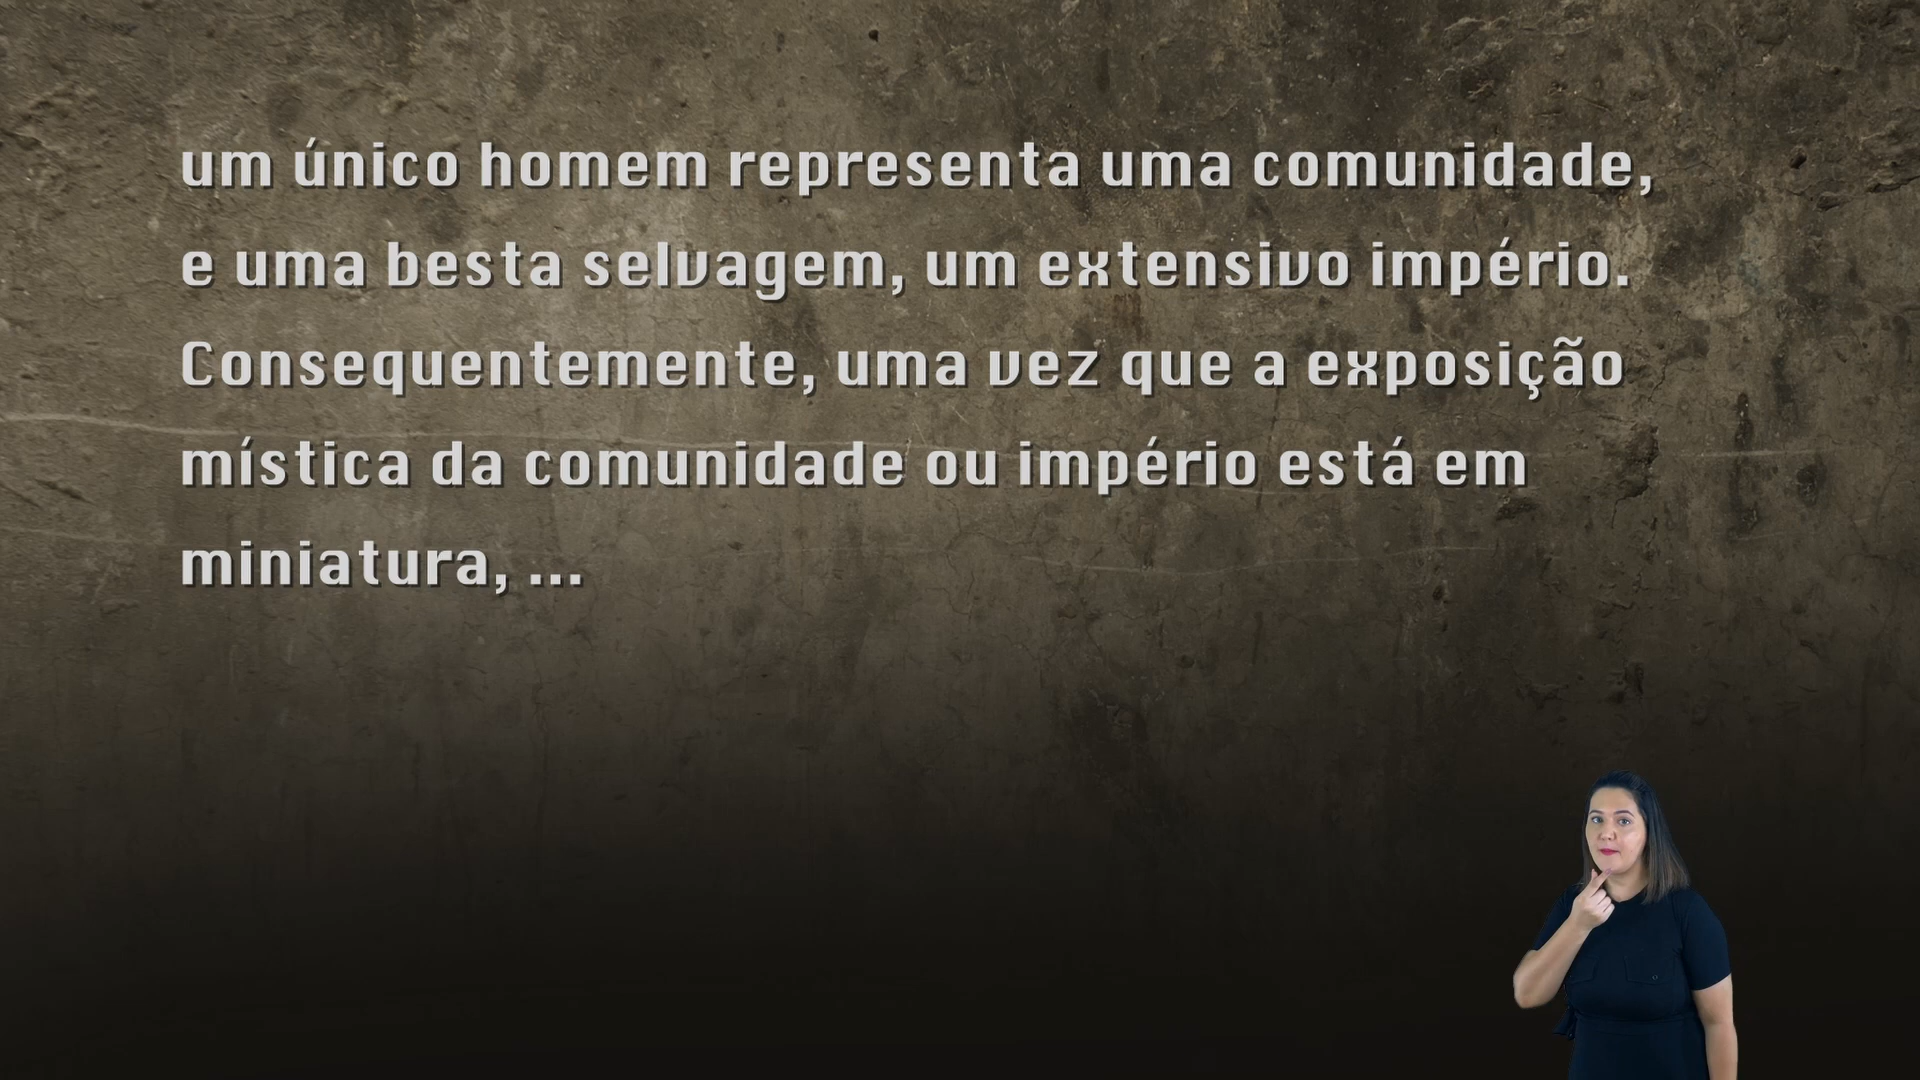 um único homem representa uma comunidade,
e uma besta selvagem, um extensivo império.
Consequentemente, uma vez que a exposição
mística da comunidade ou império está em
miniatura, ...